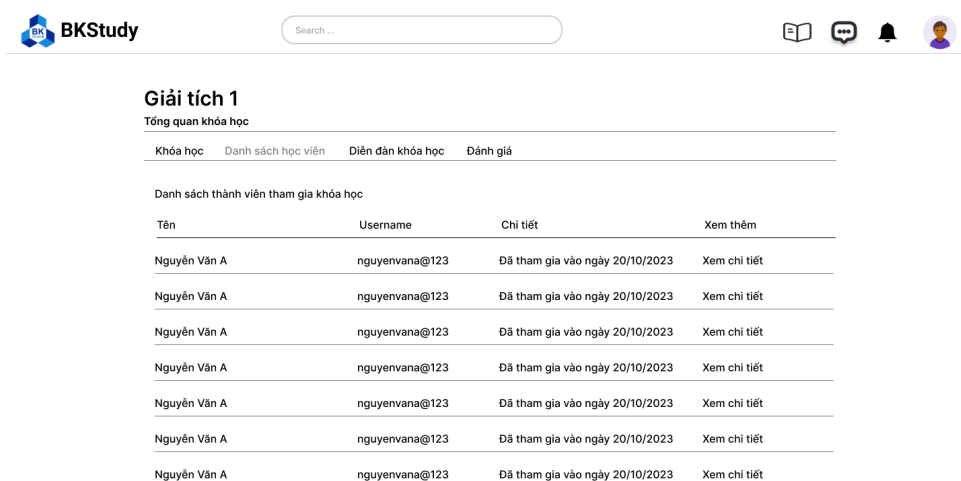 BK BKStudy Search ...
Giải tích 1
Tổng quan khóa học
Khóa học Danh sách học viên Diễn đàn khóa học Đánh giá
Danh sách thành viên tham gia khóa học
Tên Username Chi tiết Xem thêm
Nguyễn Văn A nguyenvana@123 Đã tham gia vào ngày 20/10/2023 Xem chi tiết
Nguyễn Văn A nguyenvana@123 Đã tham gia vào ngày 20/10/2023 Xem chi tiết
Nguyễn Văn A nguyenvana@123 Đã tham gia vào ngày 20/10/2023 Xem chi tiết
Nguyễn Văn A nguyenvana@123 Đã tham gia vào ngày 20/10/2023 Xem chi tiết
Nguyễn Văn A nguyenvana@123 Đã tham gia vào ngày 20/10/2023 Xem chi tiết
Nguyễn Văn A nguyenvana@123 Đã tham gia vào ngày 20/10/2023 Xem chi tiết
Nguyễn Văn A nguyenvana@123 Đã tham gia vào ngày 20/10/2023 Xem chi tiết